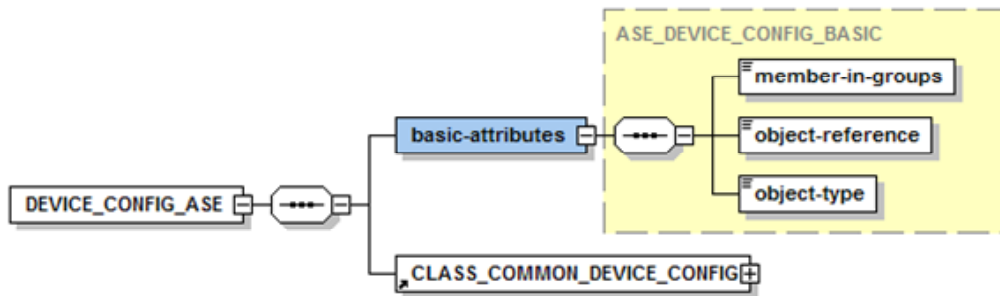 ASE_DEVICE_CONFIG_BASIC
member-in-groups
basic-attributes
object-reference
object-type
DEVICE_CONFIG_ASE
CLASS_COMMON_DEVICE_CONFIG